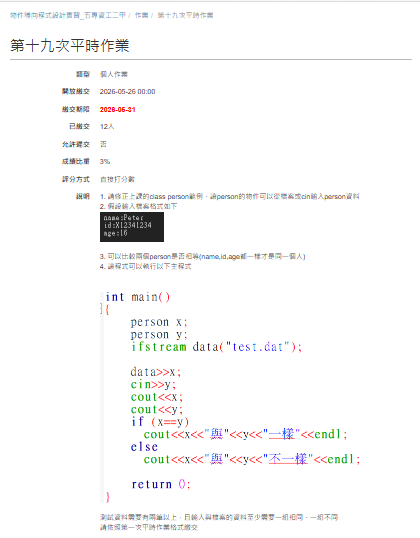 物件導向程式設計實習_五專資工二甲 / 作業 / 第十九次平時作業
第十九次平時作業
類型 個人作業
開放繳交 2026-05-26 00:00
繳交期限 2026-05-31
已繳交 12人
允許遲交 否
成績比重 3%
評分方式 直接打分數
說明 1. 請修正上課的class person範例，讓person的物件可以從檔案或cin輸入person資料
2. 假設輸入檔案格式如下
name:Peter
id:X12341234
age:16
3. 可以比較兩個person是否相等(name,id,age都一樣才是同一個人)
4. 讓程式可以執行以下主程式
int main()
{
person x;
person y;
ifstream data("test.dat");
data>>x;
cin>>y;
cout<<x;
cout<<y;
if (x==y)
cout<<x<<"與"<<y<<"一樣"<<endl;
else
cout<<x<<"與"<<y<<"不一樣"<<endl;
return 0;
}
測試資料需要有兩筆以上，且輸入與檔案的資料至少需要一組相同，一組不同
請依照第一次平時作業格式繳交